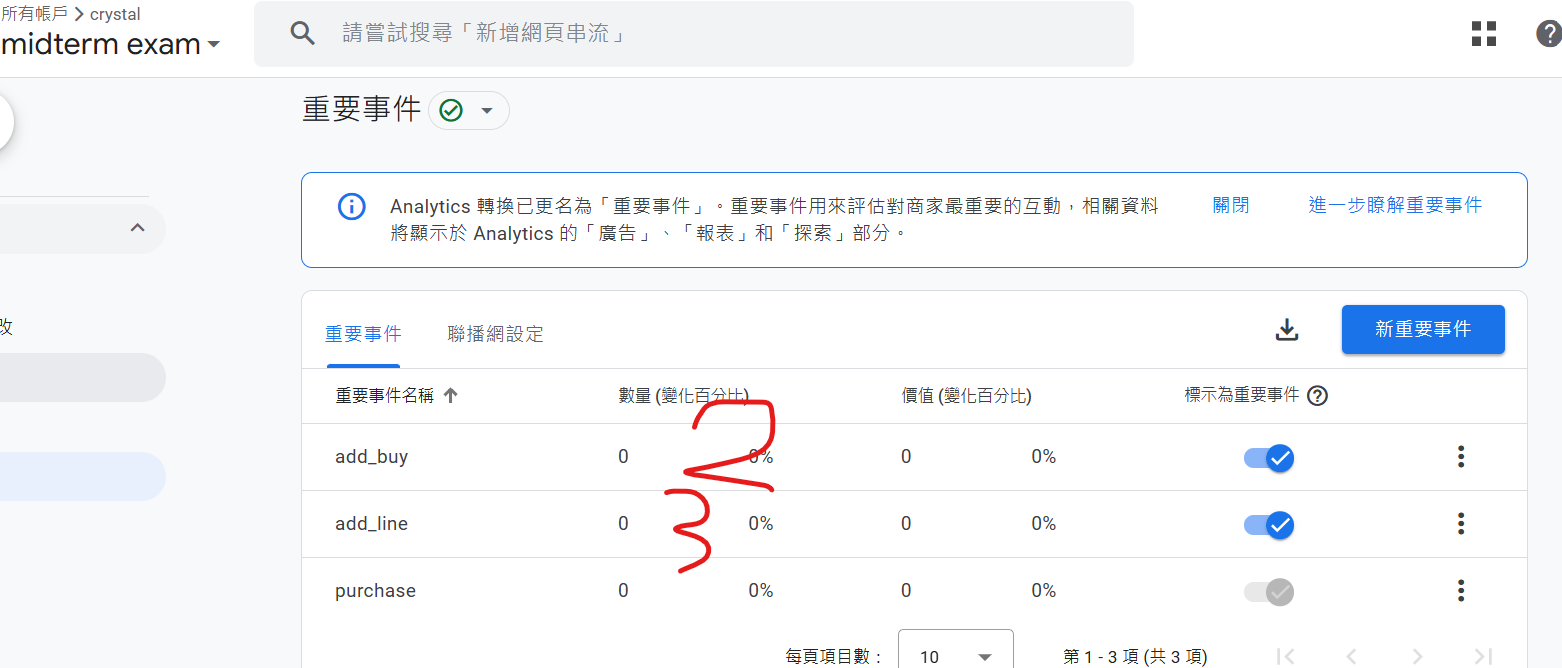 所有帳戶 > crystal
midterm exam
請嘗試搜尋「新增網頁串流」
重要事件
Analytics 轉換已更名為「重要事件」。重要事件用來評估對商家最重要的互動，相關資料
將顯示於 Analytics 的「廣告」、「報表」和「探索」部分。
關閉
進一步瞭解重要事件
改
重要事件
聯播網設定
新重要事件
重要事件名稱 數量 (變化百分比) 價值 (變化百分比) 標示為重要事件
add_buy 0 0% 0 0%
2
add_line 0 0% 0 0%
3
purchase 0 0% 0 0%
每頁項目數： 10 第 1 - 3 項 (共 3 項)